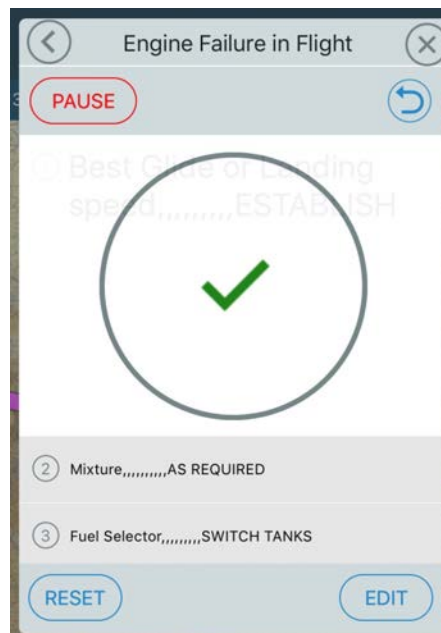 Engine Failure in Flight
PAUSE
1 Best Glide or Landing
speed,,,,,,,,,ESTABLISH
2 Mixture,,,,,,,,,,AS REQUIRED
3 Fuel Selector,,,,,,,,,SWITCH TANKS
RESET
EDIT